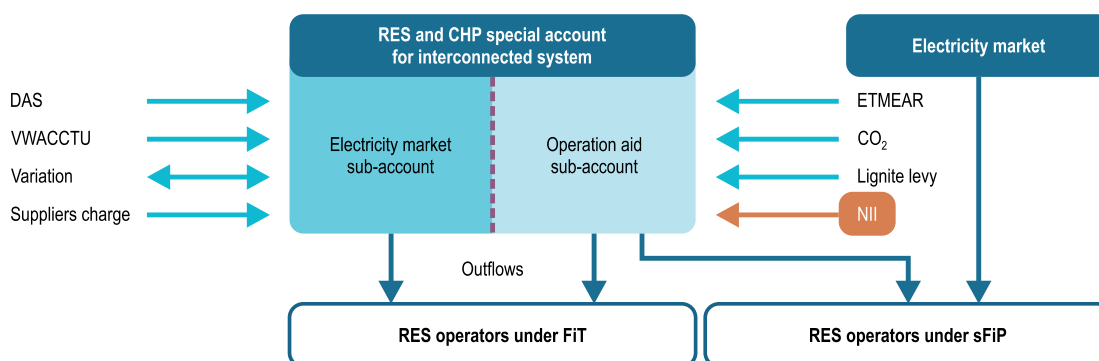 RES and CHP special account
for interconnected system
Electricity market
DAS
VWACCTU
Variation
Suppliers charge
Electricity market
sub-account
Operation aid
sub-account
ETMEAR
CO₂
Lignite levy
NII
Outflows
RES operators under FiT
RES operators under sFiP